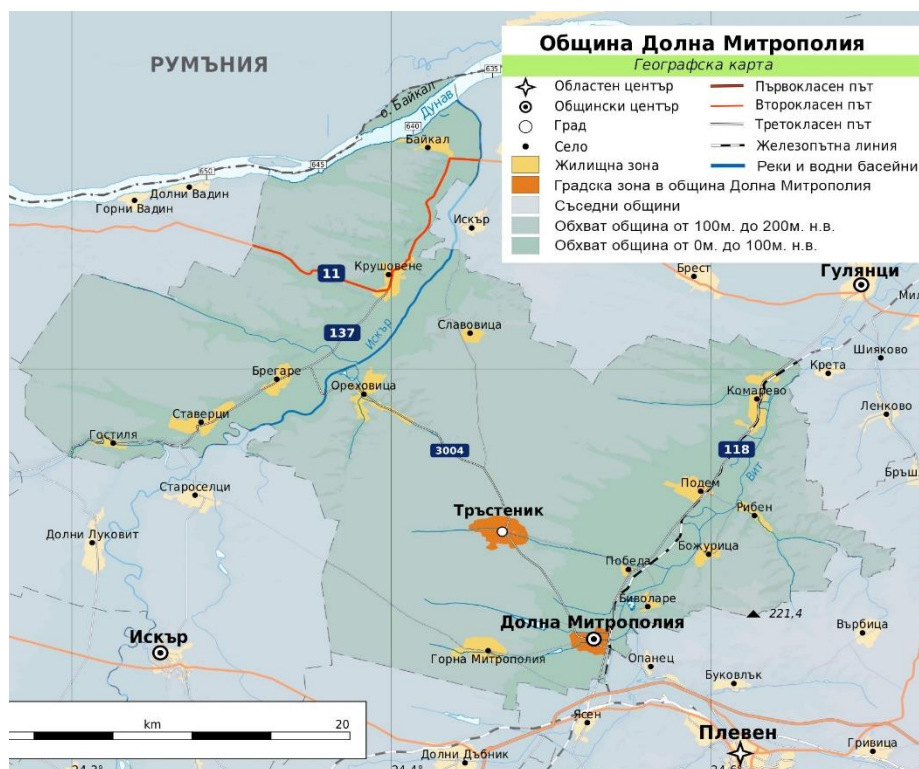 РУМЪНИЯ
Община Долна Митрополия
Географска карта
Областен център
Общински център
Град
Село
Жилищна зона
Градска зона в община Долна Митрополия
Съседни общини
Обхват община от 100м. до 200м. н.в.
Обхват община от 0м. до 100м. н.в.
Първокласен път
Второкласен път
Третокласен път
Железопътна линия
Реки и водни басейни
635
о. Байкал
Дунав
640
645
650
Байкал
Долни Вадин
Горни Вадин
Искър
11
Крушовене
Брест
Гулянци
137
Искър
Славовица
Шияково
Крета
Брегаре
Ореховица
Комарево
Ленково
Ставерци
Гостиля
3004
118
Староселци
Подем
Вит
Рибен
Тръстеник
Долни Луковит
Победа
Божурица
Биволаре
221,4
Върбица
Искър
Долна Митрополия
Горна Митрополия
Опанец
Буковлък
km
20
Ясен
Плевен
Гривица
Долни Дъбник